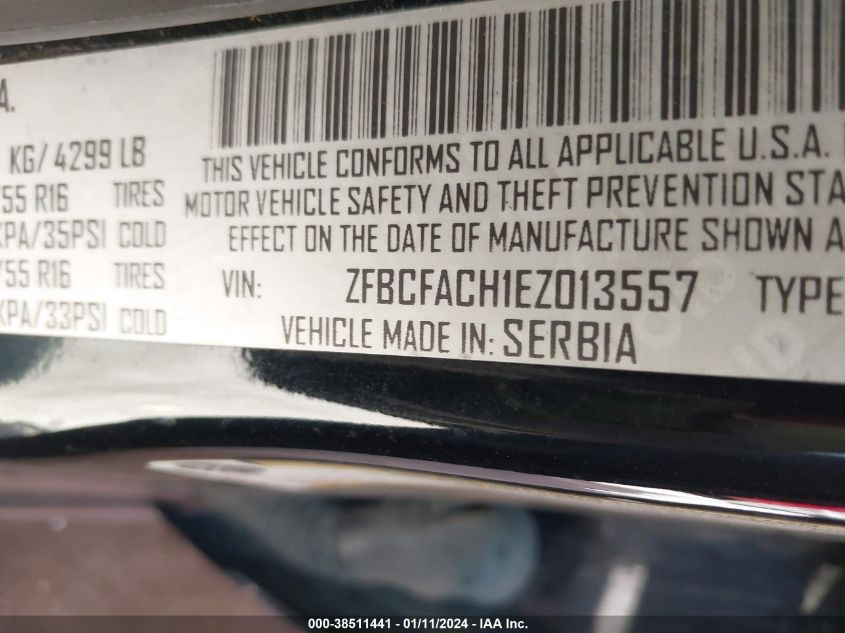 A.
KG/ 4299 LB
THIS VEHICLE CONFORMS TO ALL APPLICABLE U.S.A.
55 R16 TIRES
MOTOR VEHICLE SAFETY AND THEFT PREVENTION STA
KPA/35PSI COLD
EFFECT ON THE DATE OF MANUFACTURE SHOWN A
55 R16 TIRES
VIN: ZFBCFACH1EZ013557 TYPE
KPA/33PSI COLD
VEHICLE MADE IN: SERBIA
000-38511441 - 01/11/2024 - IAA Inc.